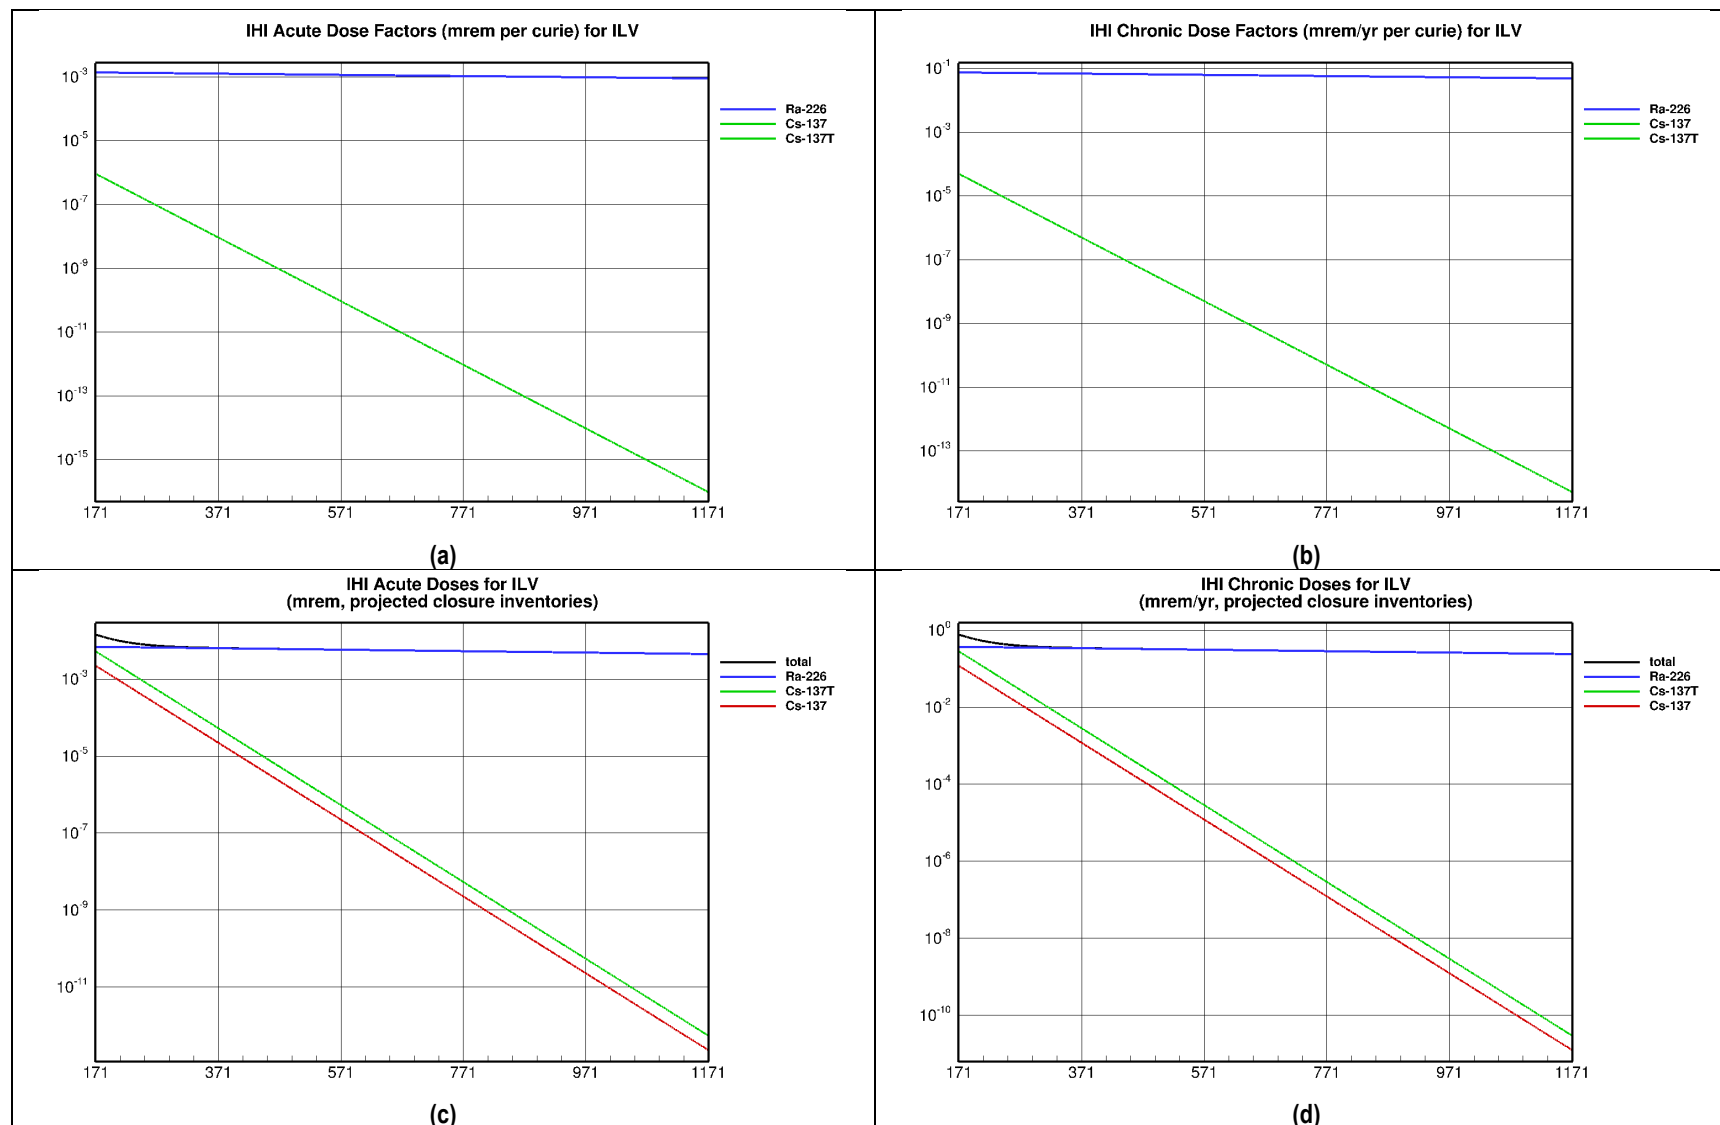 IHI Acute Dose Factors (mrem per curie) for ILV
10-3
10-5
10-7
10-9
10-11
10-13
10-15
171 371 571 771 971 1171
Ra-226
Cs-137
Cs-137T
(a)
IHI Chronic Dose Factors (mrem/yr per curie) for ILV
10-1
10-3
10-5
10-7
10-9
10-11
10-13
171 371 571 771 971 1171
Ra-226
Cs-137
Cs-137T
(b)
IHI Acute Doses for ILV
(mrem, projected closure inventories)
10-3
10-5
10-7
10-9
10-11
171 371 571 771 971 1171
total
Ra-226
Cs-137T
Cs-137
(c)
IHI Chronic Doses for ILV
(mrem/yr, projected closure inventories)
100
10-2
10-4
10-6
10-8
10-10
171 371 571 771 971 1171
total
Ra-226
Cs-137T
Cs-137
(d)